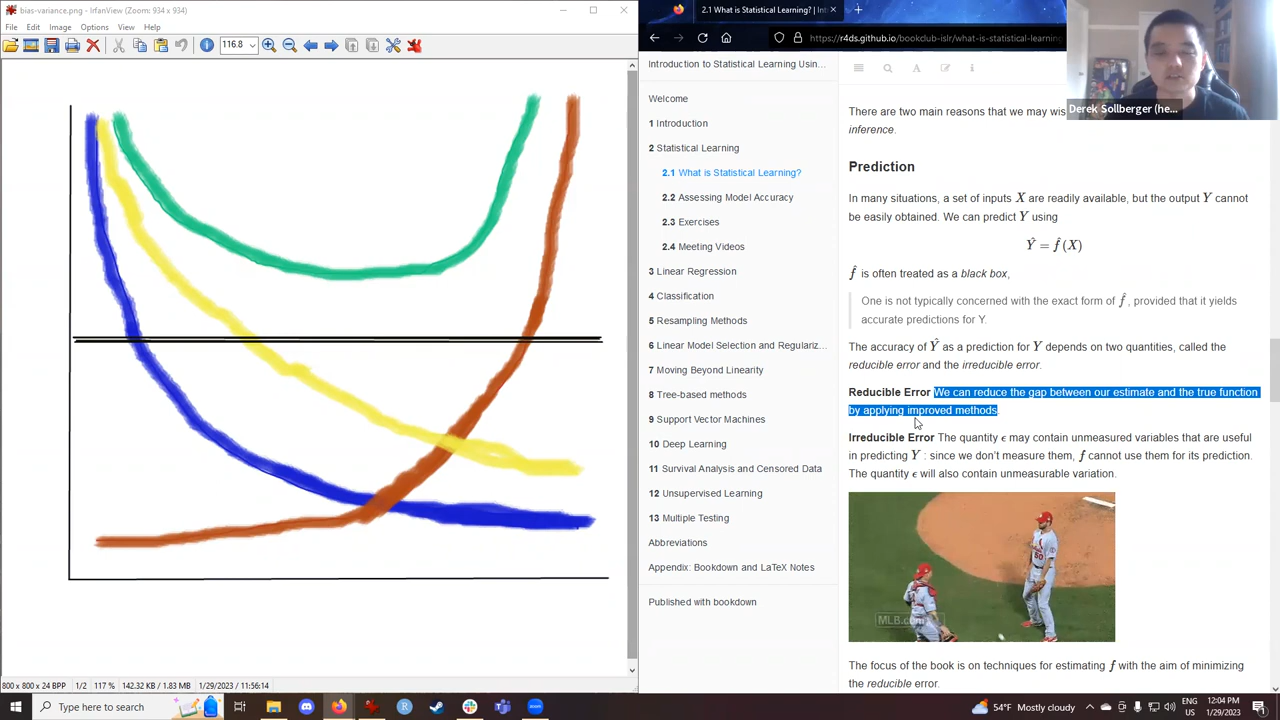 bias-variance.png - IrfanView (Zoom: 934 x 934)
File Edit Image Options View Help
116.8
800 x 800 x 24 BPP 1/2 117 % 142.32 KB / 1.83 MB 1/29/2023 / 11:56:14
2.1 What is Statistical Learning? | Int
https://r4ds.github.io/bookclub-islr/what-is-statistical-learning
Introduction to Statistical Learning Usin...
Welcome
1 Introduction
2 Statistical Learning
2.1 What is Statistical Learning?
2.2 Assessing Model Accuracy
2.3 Exercises
2.4 Meeting Videos
3 Linear Regression
4 Classification
5 Resampling Methods
6 Linear Model Selection and Regulariz...
7 Moving Beyond Linearity
8 Tree-based methods
9 Support Vector Machines
10 Deep Learning
11 Survival Analysis and Censored Data
12 Unsupervised Learning
13 Multiple Testing
Abbreviations
Appendix: Bookdown and LaTeX Notes
Published with bookdown
There are two main reasons that we may wis
inference.
Prediction
In many situations, a set of inputs X are readily available, but the output Y cannot
be easily obtained. We can predict Y using
Ŷ = f̂(X)
f̂ is often treated as a black box,
One is not typically concerned with the exact form of f̂, provided that it yields
accurate predictions for Y.
The accuracy of Ŷ as a prediction for Y depends on two quantities, called the
reducible error and the irreducible error.
Reducible Error We can reduce the gap between our estimate and the true function
by applying improved methods.
Irreducible Error The quantity ϵ may contain unmeasured variables that are useful
in predicting Y : since we don't measure them, f cannot use them for its prediction.
The quantity ϵ will also contain unmeasurable variation.
MLB.com
50
The focus of the book is on techniques for estimating f with the aim of minimizing
the reducible error.
Derek Sollberger (he...
Type here to search
54°F Mostly cloudy
ENG
US
12:04 PM
1/29/2023